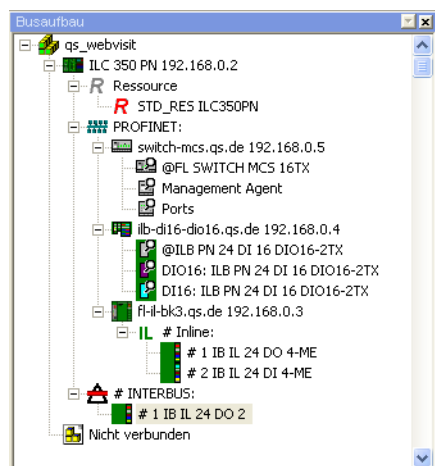 Busaufbau
qs_webvisit
ILC 350 PN 192.168.0.2
R Ressource
R STD_RES ILC350PN
PROFINET:
switch-mcs.qs.de 192.168.0.5
@FL SWITCH MCS 16TX
Management Agent
Ports
ilb-di16-dio16.qs.de 192.168.0.4
@ILB PN 24 DI 16 DIO16-2TX
DIO16: ILB PN 24 DI 16 DIO16-2TX
DI16: ILB PN 24 DI 16 DIO16-2TX
fl-il-bk3.qs.de 192.168.0.3
IL # Inline:
# 1 IB IL 24 DO 4-ME
# 2 IB IL 24 DI 4-ME
# INTERBUS:
# 1 IB IL 24 DO 2
Nicht verbunden